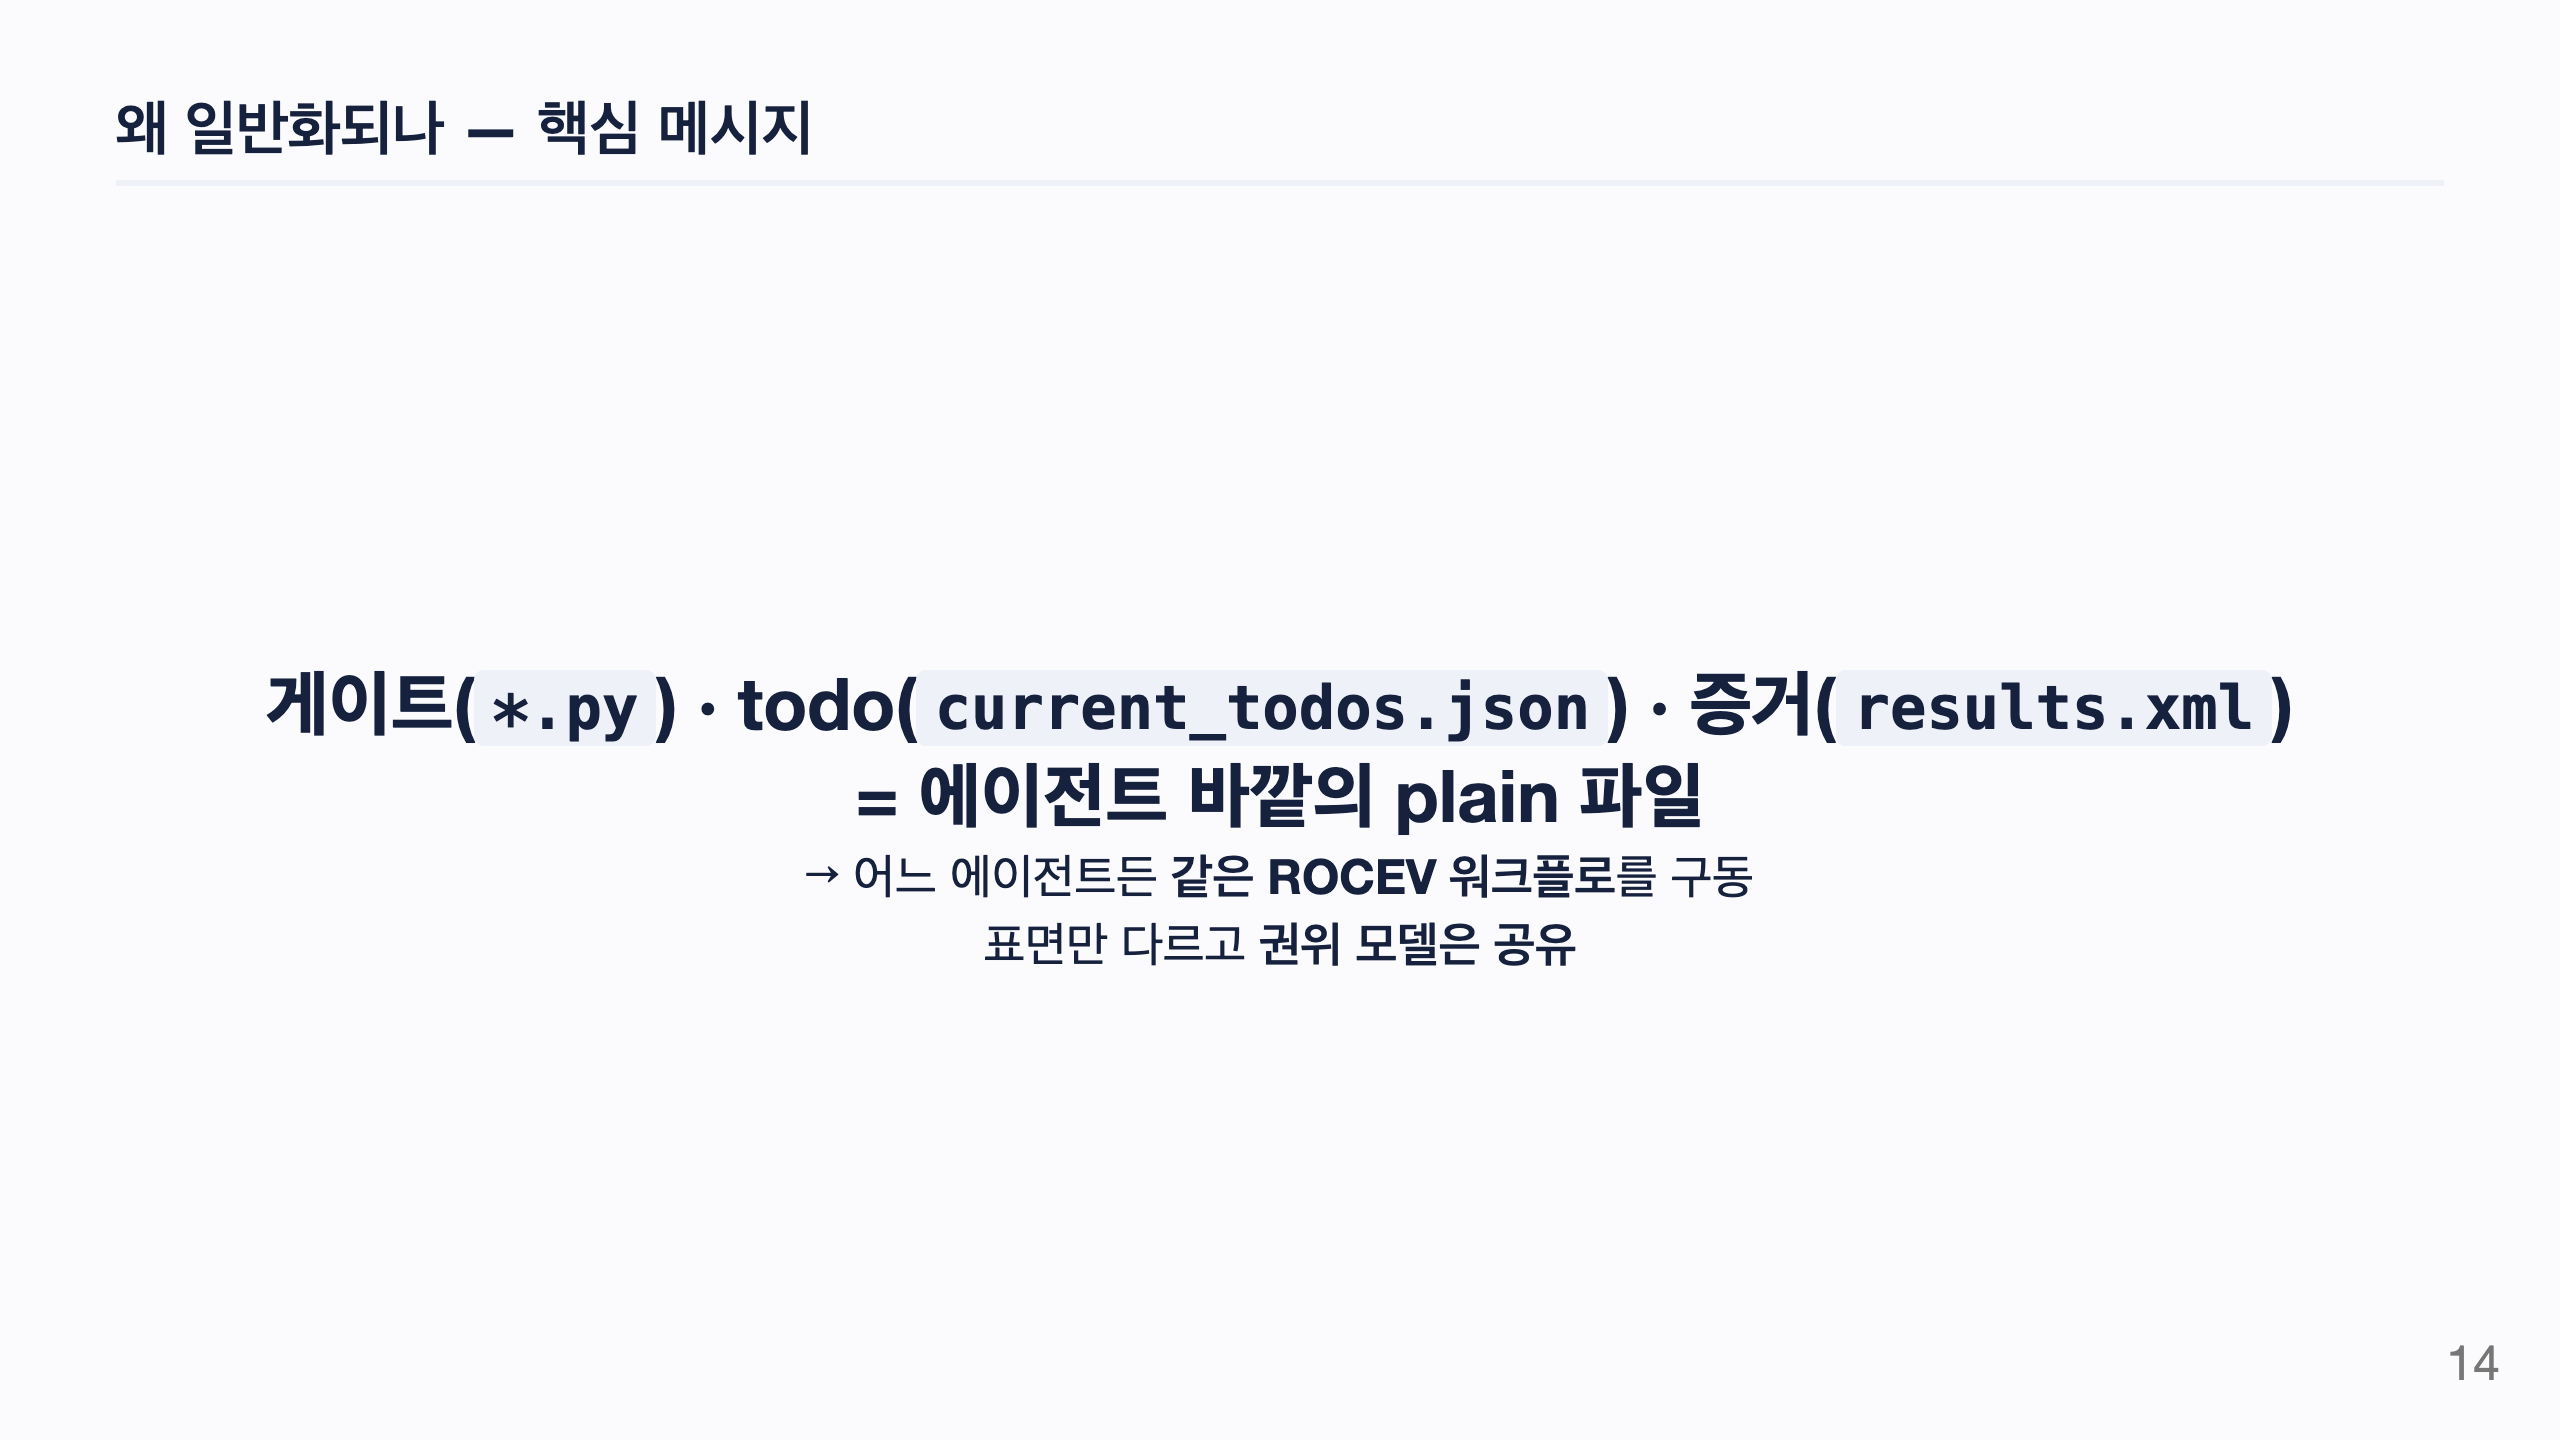 왜 일반화되나 — 핵심 메시지
게이트(*.py) · todo(current_todos.json) · 증거(results.xml)
= 에이전트 바깥의 plain 파일
→ 어느 에이전트든 같은 ROCEV 워크플로를 구동
표면만 다르고 권위 모델은 공유
14